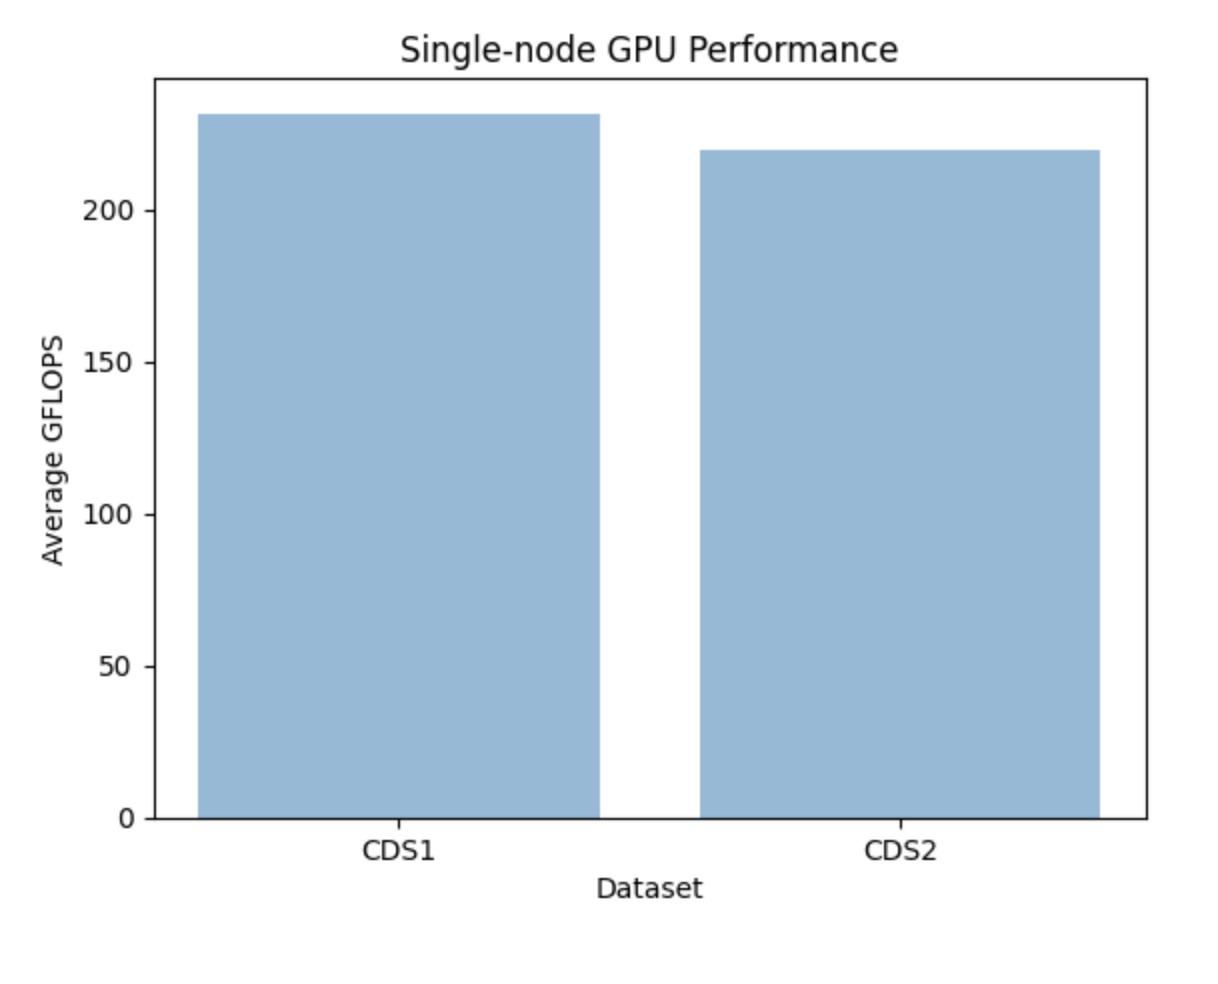 Single-node GPU Performance
200
150
100
50
0
Average GFLOPS
CDS1
CDS2
Dataset